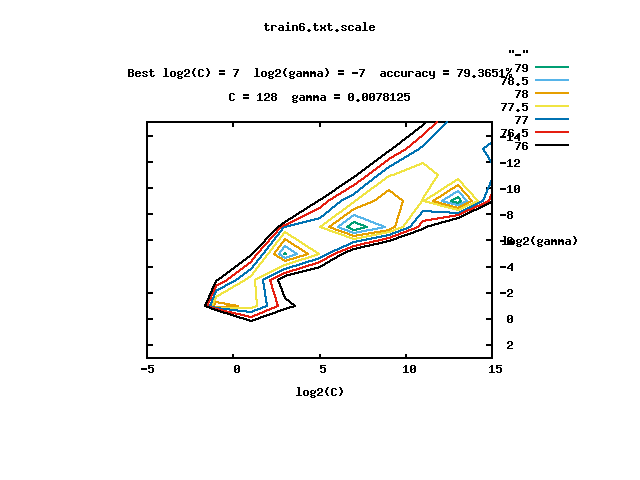 train6.txt.scale
"-"
Best log2(C) = 7  log2(gamma) = -7  accuracy = 79.3651%
79
78.5
C = 128  gamma = 0.0078125
78
77.5
77
76.5
76
-14
-12
-10
-8
-6
log2(gamma)
-4
-2
0
2
-5 0 5 10 15
log2(C)